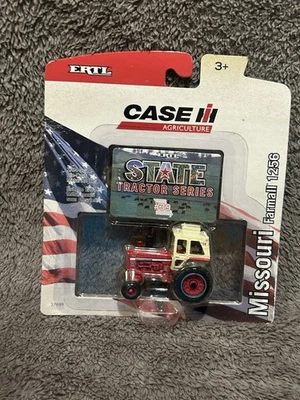 ERTL
3+
CASE IH
AGRICULTURE
STATE
TRACTOR SERIES
Missouri Farmall 1256